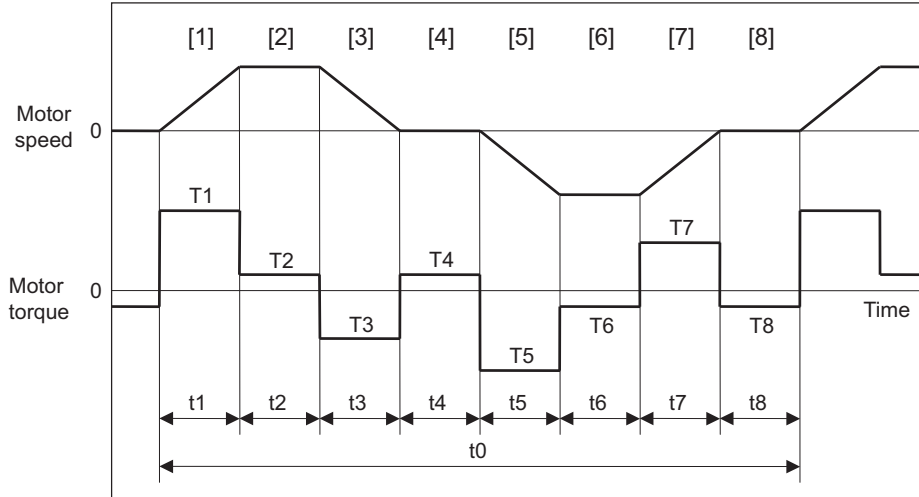 [1] [2] [3] [4] [5] [6] [7] [8]
Motor
speed
0
T1
T2
T3
T4
T5
T6
T7
T8
Motor
torque
0
Time
t1 t2 t3 t4 t5 t6 t7 t8
t0